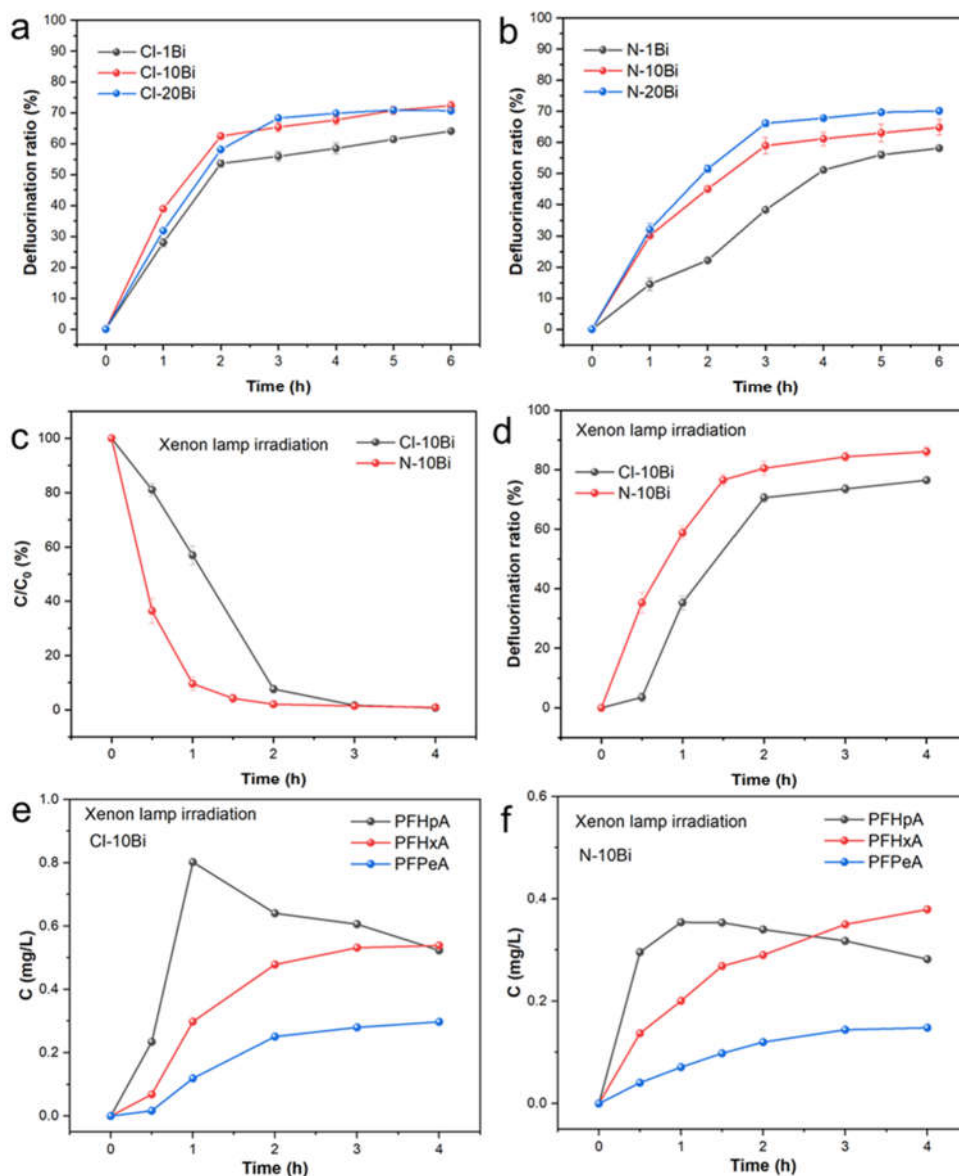 a
Cl-1Bi
Cl-10Bi
Cl-20Bi
Defluorination ratio (%)
100
90
80
70
60
50
40
30
20
10
0
0 1 2 3 4 5 6
Time (h)
b
N-1Bi
N-10Bi
N-20Bi
Defluorination ratio (%)
100
90
80
70
60
50
40
30
20
10
0
0 1 2 3 4 5 6
Time (h)
c
Xenon lamp irradiation
Cl-10Bi
N-10Bi
C/C0 (%)
100
80
60
40
20
0
0 1 2 3 4
Time (h)
d
Xenon lamp irradiation
Cl-10Bi
N-10Bi
Defluorination ratio (%)
100
80
60
40
20
0
0 1 2 3 4
Time (h)
e
Xenon lamp irradiation
Cl-10Bi
PFHpA
PFHxA
PFPeA
C (mg/L)
1.0
0.8
0.6
0.4
0.2
0.0
0 1 2 3 4
Time (h)
f
Xenon lamp irradiation
N-10Bi
PFHpA
PFHxA
PFPeA
C (mg/L)
0.6
0.4
0.2
0.0
0 1 2 3 4
Time (h)